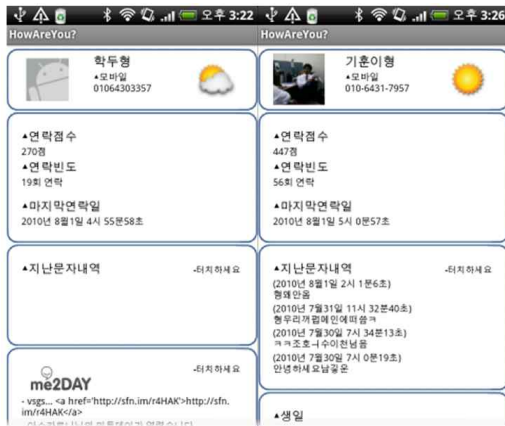 오후 3:22
HowAreYou?
학두형
▲모바일
01064303357
▲연락점수
270점
▲연락빈도
19회 연락
▲마지막연락일
2010년 8월1일 4시 55분58초
▲지난문자내역
-터치하세요
-터치하세요
me2DAY
- vsgs... <a href='http://sfn.im/r4HAK'>http://sfn.
im/r4HAK</a>
오후 3:26
HowAreYou?
기훈이형
▲모바일
010-6431-7957
▲연락점수
447점
▲연락빈도
56회 연락
▲마지막연락일
2010년 8월1일 5시 0분57초
▲지난문자내역
-터치하세요
(2010년 8월1일 2시 1분6초)
형왜안옴
(2010년 7월31일 11시 32분40초)
형우리꺼펍메인에떠씀ㅋ
(2010년 7월30일 7시 34분13초)
ㅋㅋ조호ㅓ수이천님옴
(2010년 7월30일 7시 0분19초)
안녕하세요남궁운
▲생일